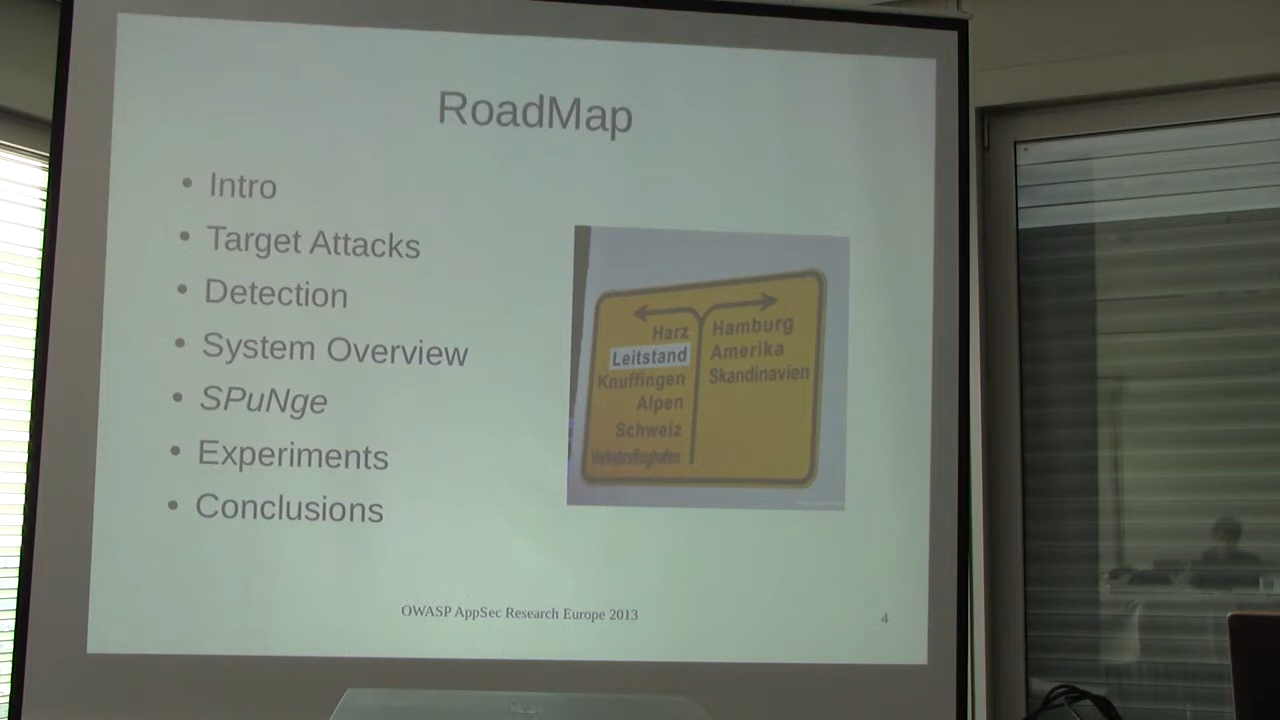 RoadMap
• Intro
• Target Attacks
• Detection
• System Overview
• SPuNge
• Experiments
• Conclusions
Harz
Leitstand
Knuffingen
Alpen
Schweiz
Verkehrsflughafen
Hamburg
Amerika
Skandinavien
OWASP AppSec Research Europe 2013
4